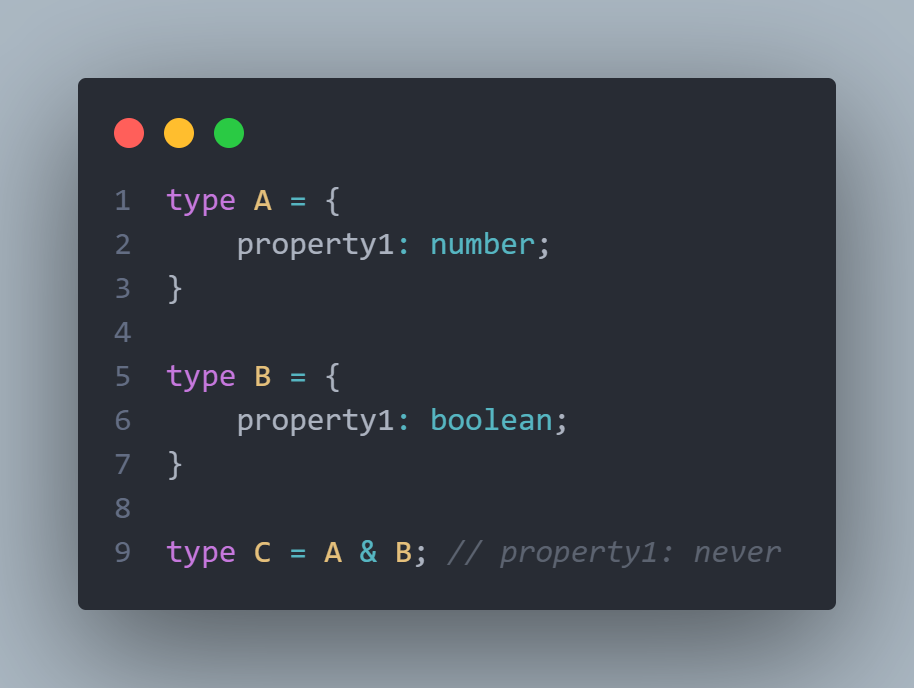 1 type A = {
2     property1: number;
3 }
4
5 type B = {
6     property1: boolean;
7 }
8
9 type C = A & B; // property1: never